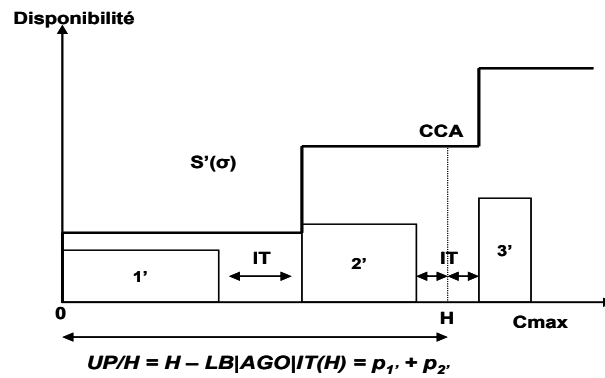 Disponibilité
CCA
S'(σ)
IT
IT
1'
2'
3'
0
H
Cmax
UP/H = H – LB|AGO|IT(H) = p1' + p2'